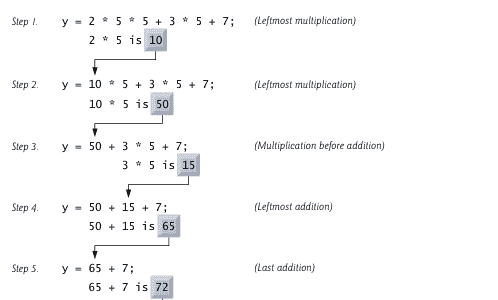 Step 1. y = 2 * 5 * 5 + 3 * 5 + 7; (Leftmost multiplication)
2 * 5 is 10
Step 2. y = 10 * 5 + 3 * 5 + 7; (Leftmost multiplication)
10 * 5 is 50
Step 3. y = 50 + 3 * 5 + 7; (Multiplication before addition)
3 * 5 is 15
Step 4. y = 50 + 15 + 7; (Leftmost addition)
50 + 15 is 65
Step 5. y = 65 + 7; (Last addition)
65 + 7 is 72